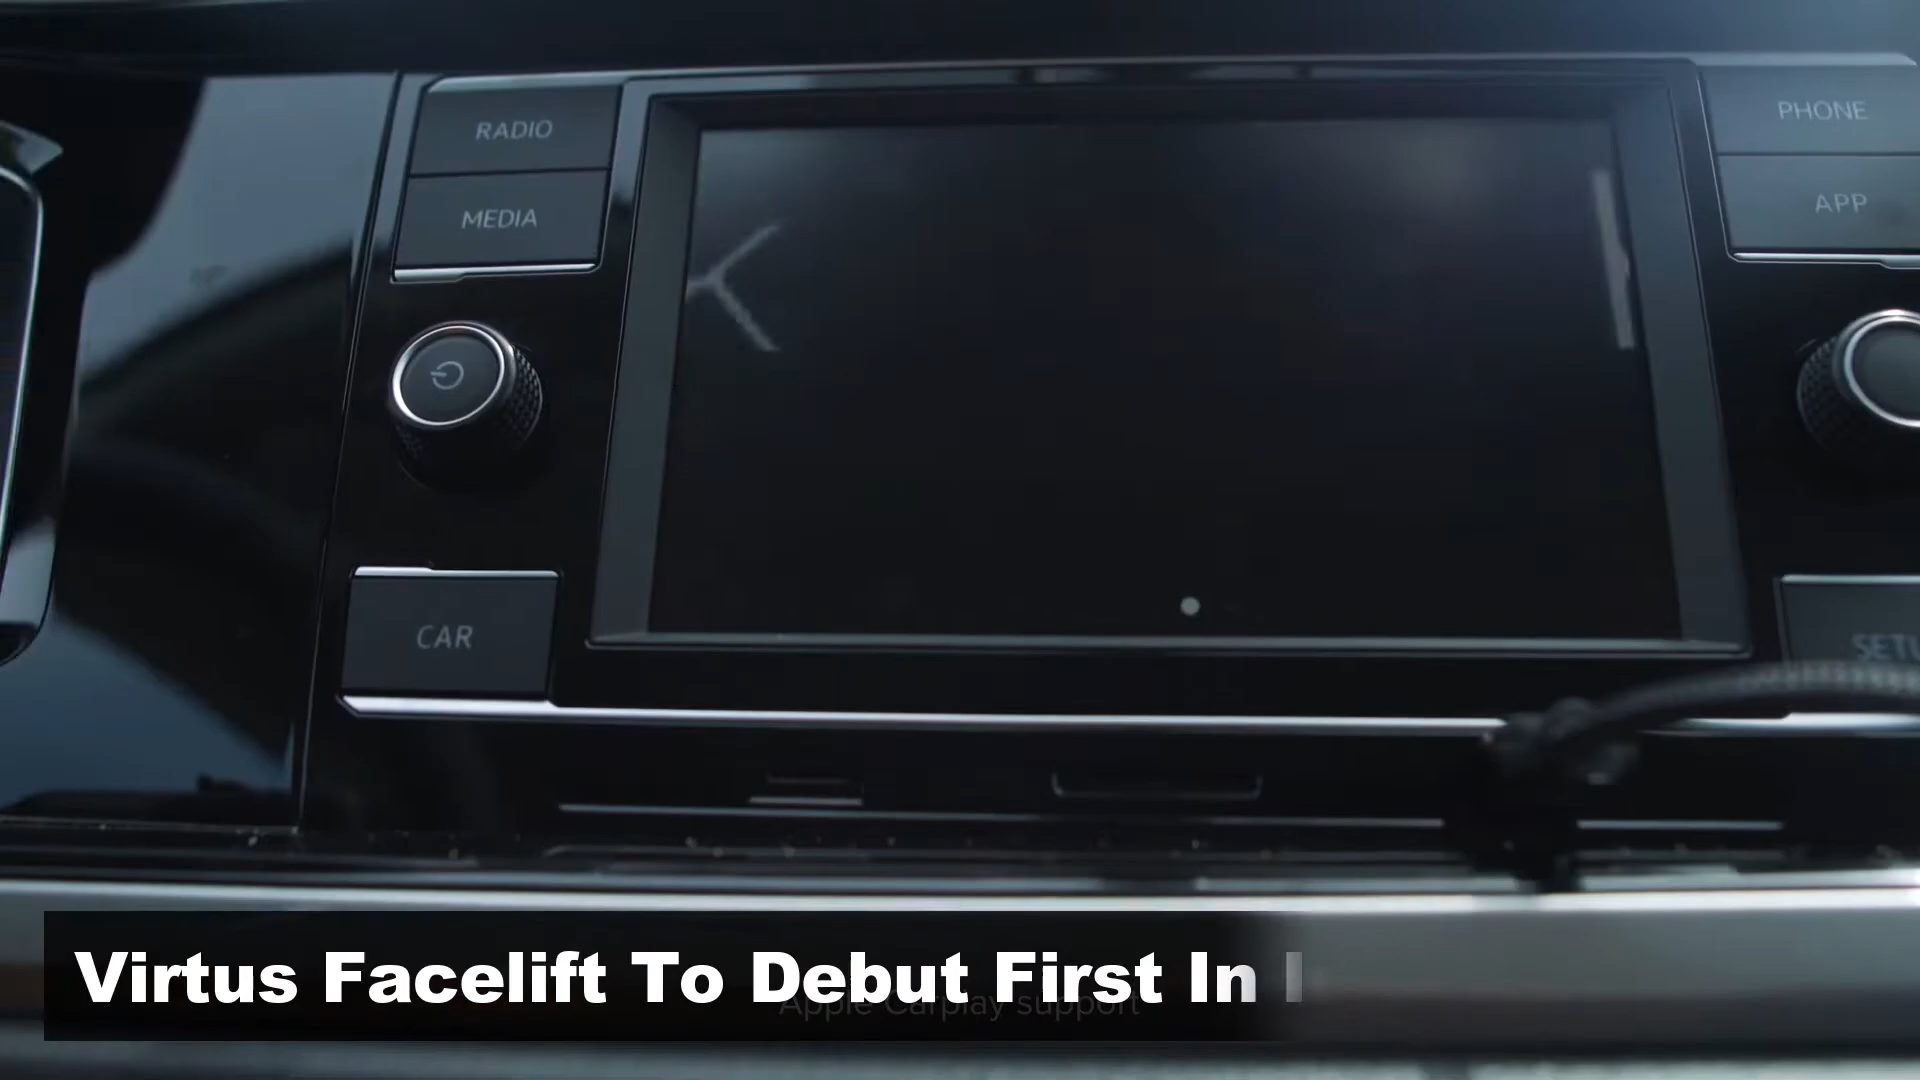 RADIO
MEDIA
PHONE
APP
CAR
Virtus Facelift To Debut First In
Apple Carplay support